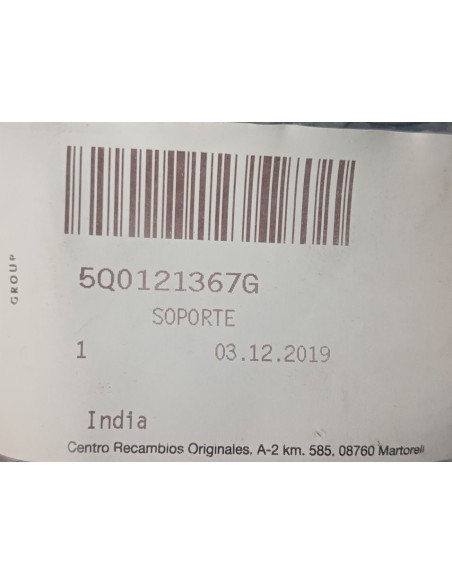 GROUP
5Q0121367G
SOPORTE
1 03.12.2019
India
Centro Recambios Originales. A-2 km. 585. 08760 Martorell